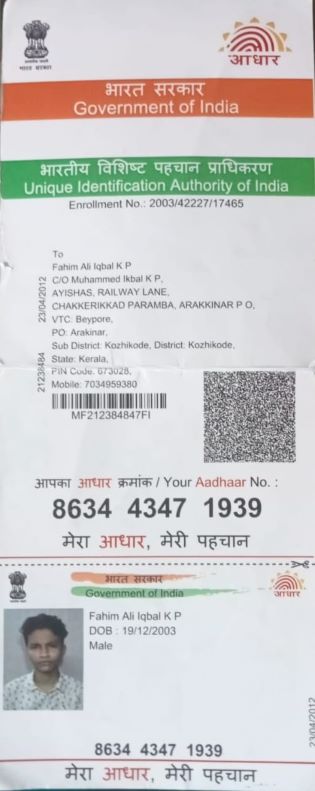 भारत सरकार
आधार
भारत सरकार
Government of India
भारतीय विशिष्ट पहचान प्राधिकरण
Unique Identification Authority of India
Enrollment No.: 2003/42227/17465
To
Fahim Ali Iqbal K P
C/O Muhammed Ikbal K P,
AYISHAS, RAILWAY LANE,
CHAKKERIKKAD PARAMBA, ARAKKINAR P O,
VTC: Beypore,
PO: Arakinar,
Sub District: Kozhikode, District: Kozhikode,
State: Kerala,
PIN Code: 673028,
Mobile: 7034959380
23/04/2012
21238484
MF212384847FI
आपका आधार क्रमांक / Your Aadhaar No. :
8634 4347 1939
मेरा आधार, मेरी पहचान
भारत सरकार
Government of India
आधार
Fahim Ali Iqbal K P
DOB : 19/12/2003
Male
23/04/2012
8634 4347 1939
मेरा आधार, मेरी पहचान